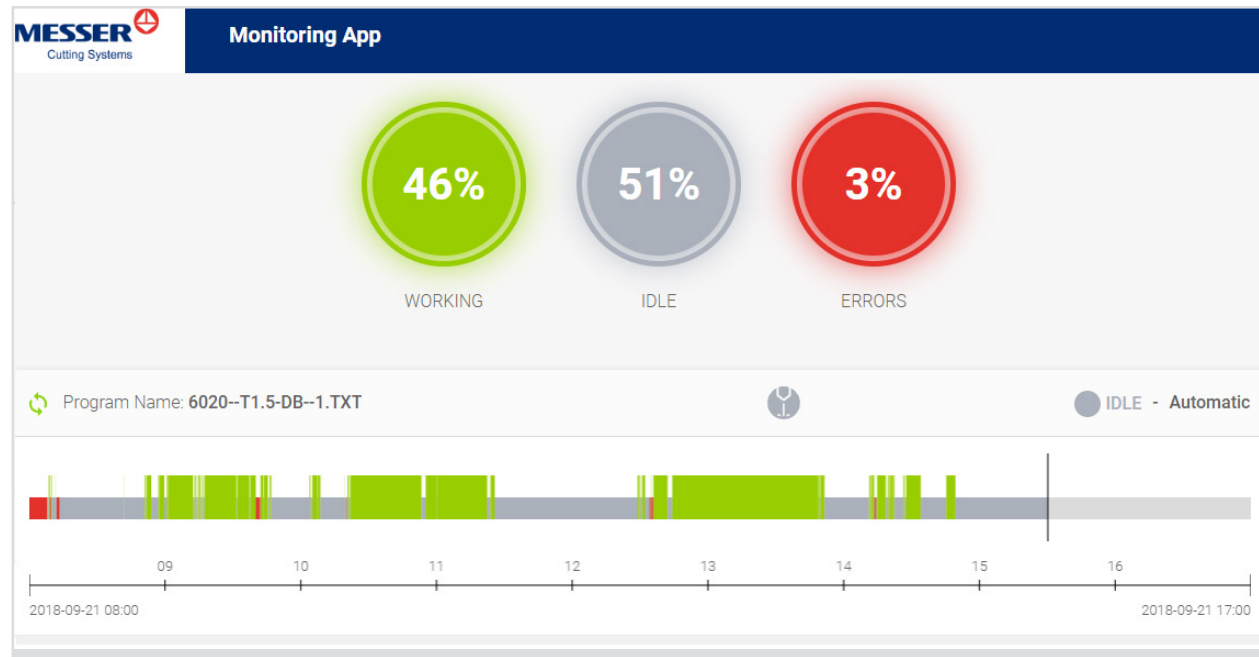 MESSER
Cutting Systems
Monitoring App
46% 51% 3%
WORKING IDLE ERRORS
Program Name: 6020--T1.5-DB--1.TXT IDLE - Automatic
09 10 11 12 13 14 15 16
2018-09-21 08:00 2018-09-21 17:00